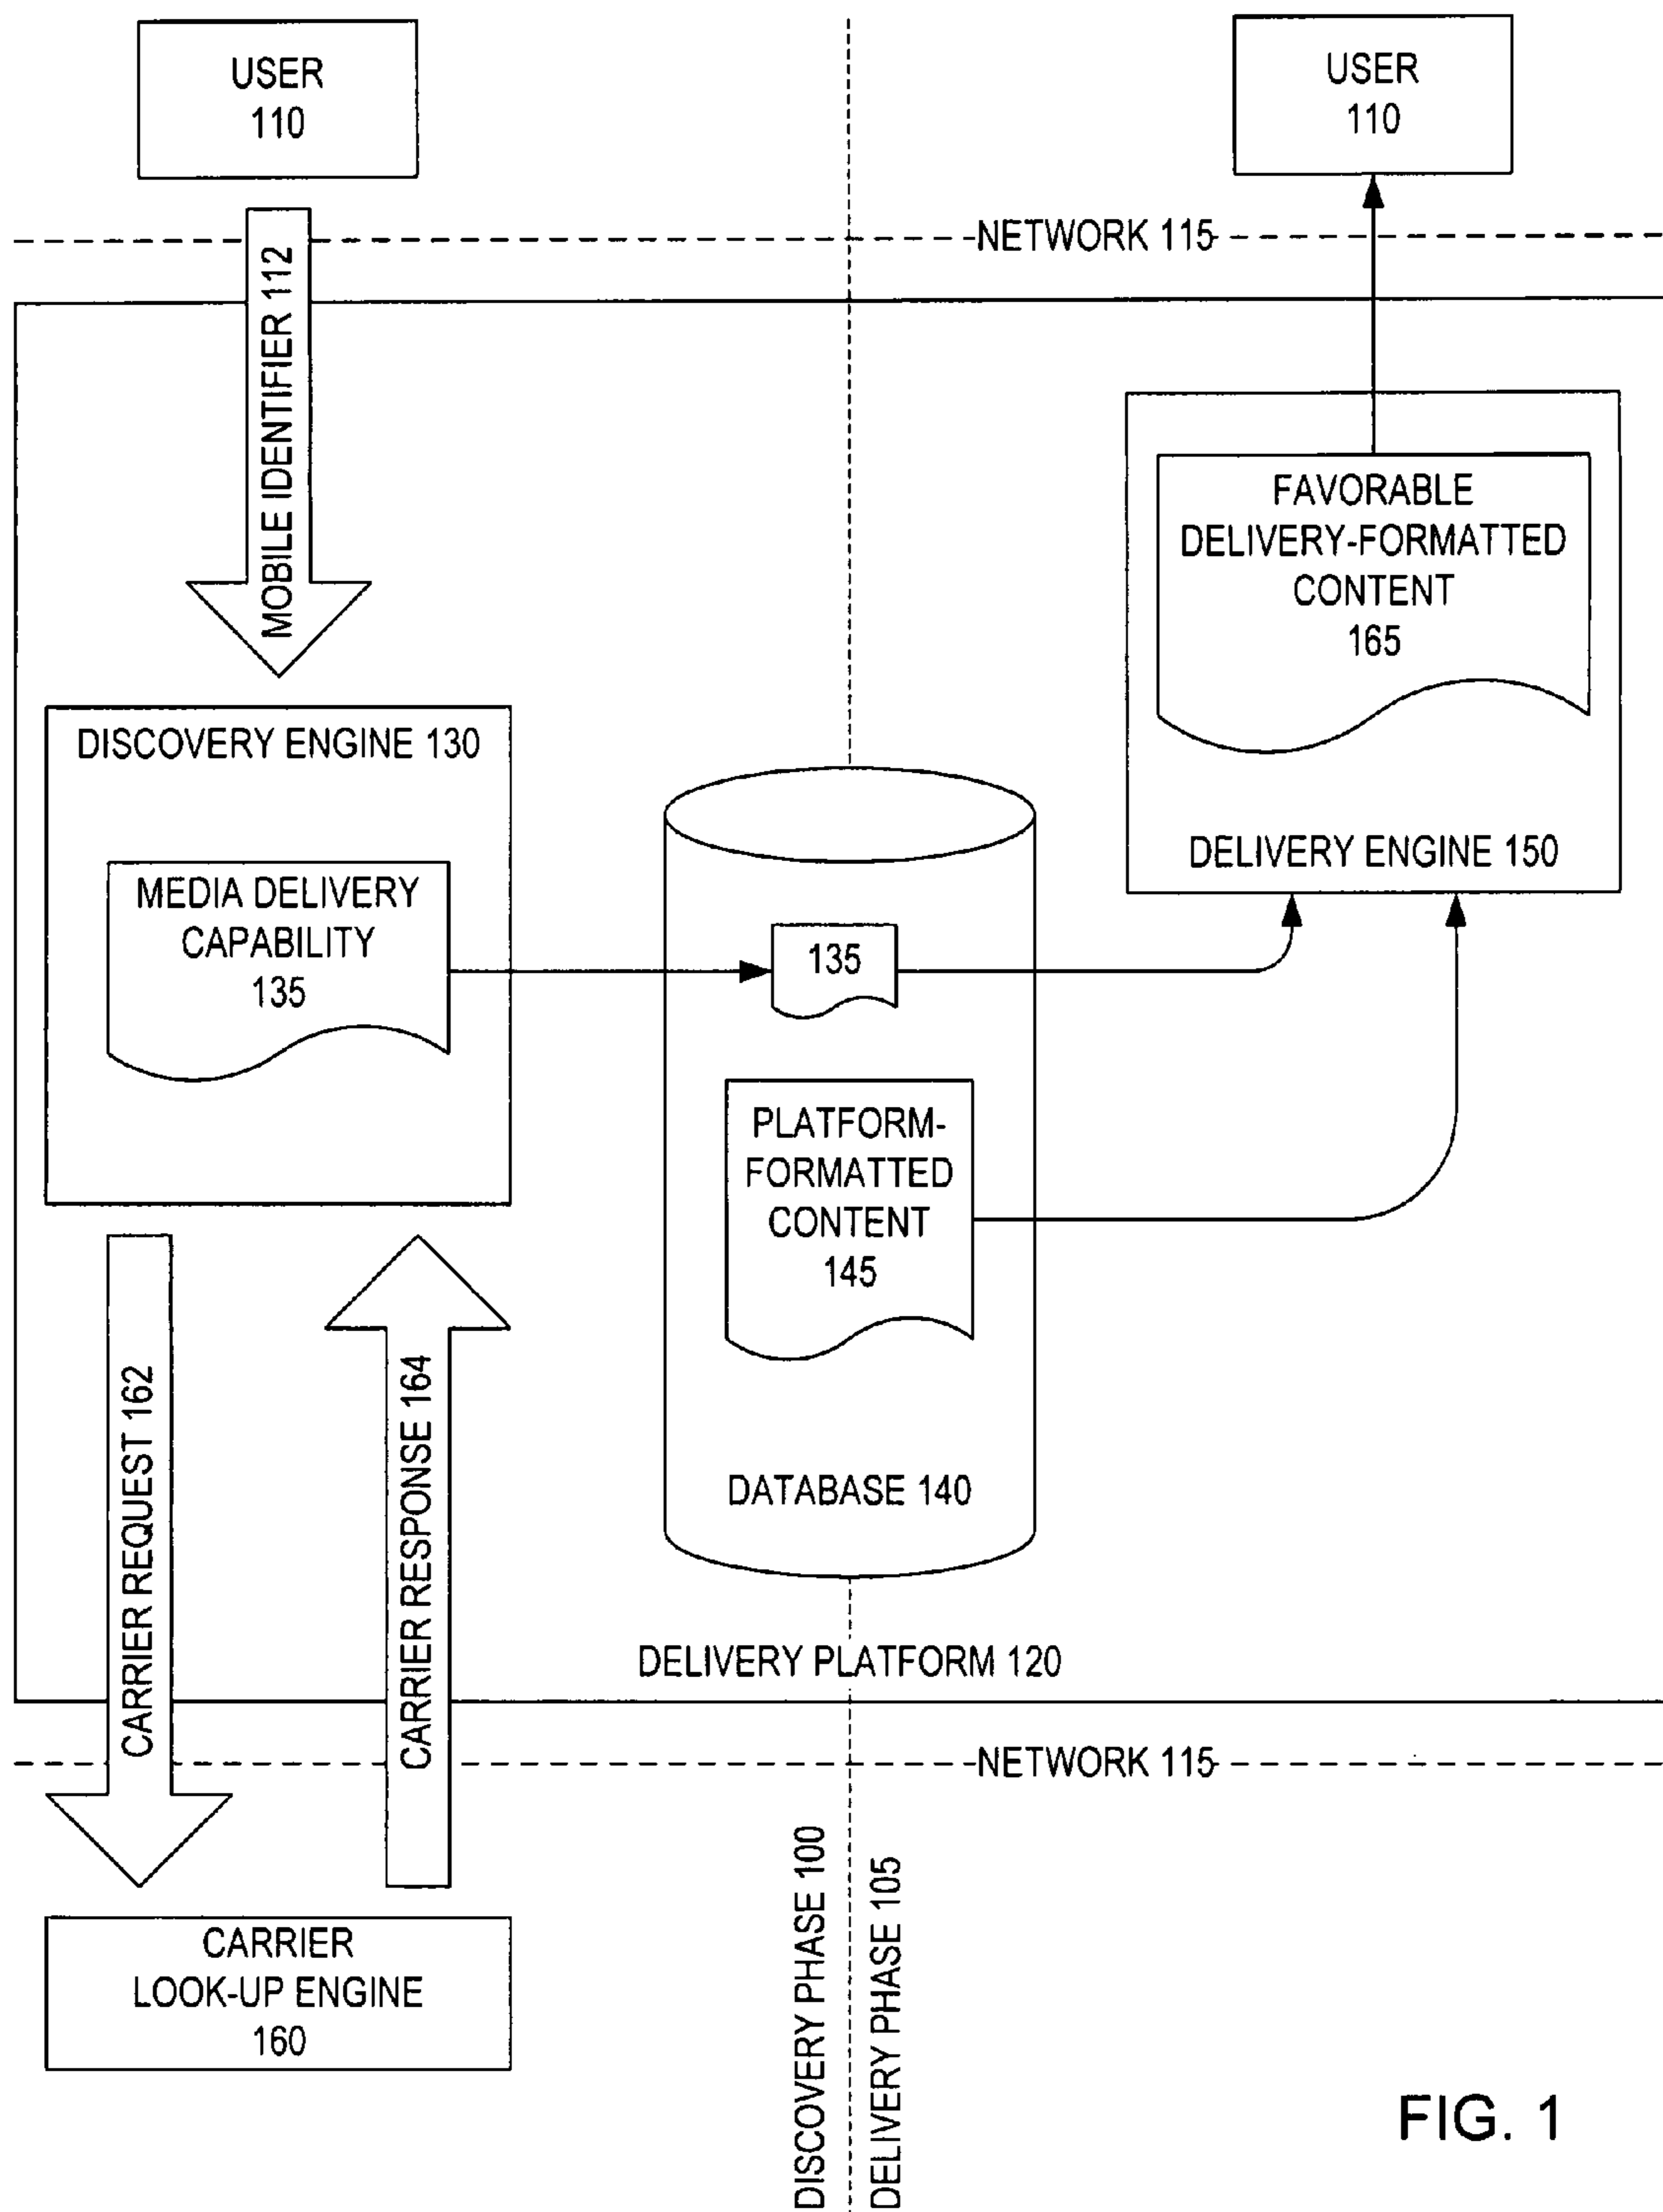 USER
110
USER
110
NETWORK 115
MOBILE IDENTIFIER 112
FAVORABLE
DELIVERY-FORMATTED
CONTENT
165
DELIVERY ENGINE 150
DISCOVERY ENGINE 130
MEDIA DELIVERY
CAPABILITY
135
135
PLATFORM-
FORMATTED
CONTENT
145
DATABASE 140
CARRIER REQUEST 162
CARRIER RESPONSE 164
DELIVERY PLATFORM 120
NETWORK 115
CARRIER
LOOK-UP ENGINE
160
DISCOVERY PHASE 100
DELIVERY PHASE 105
FIG. 1